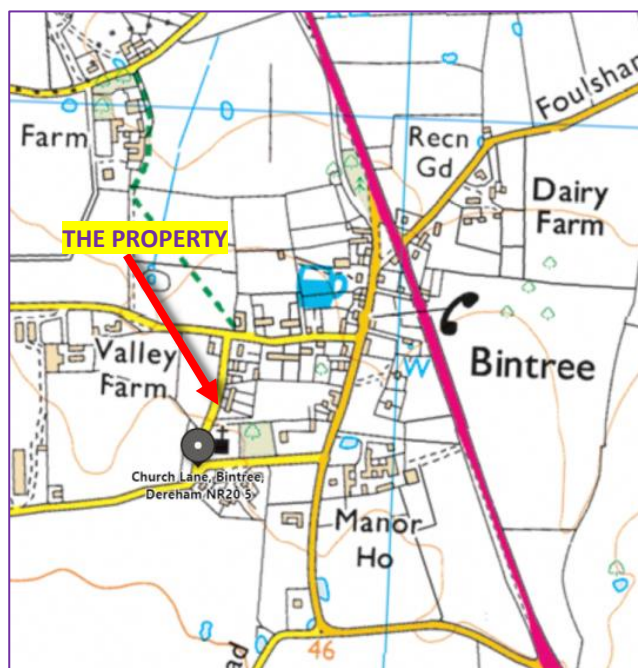 Foulshar
Recn
Gd
Farm
Dairy
Farm
THE PROPERTY
Valley
Farm
W
Bintree
Church Lane, Bintree,
Dereham NR20 5
Manor
Ho
46